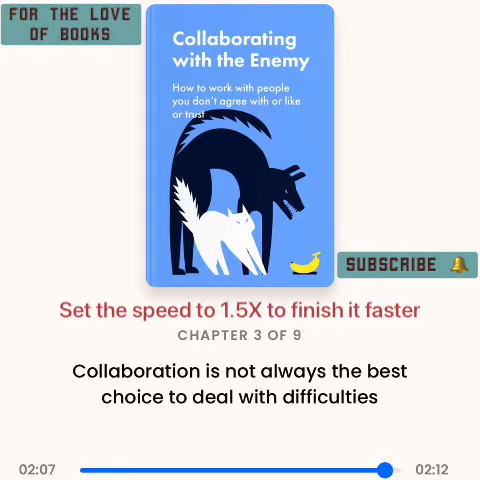 FOR THE LOVE
OF BOOKS
Collaborating
with the Enemy
How to work with people
you don't agree with or like
or trust
SUBSCRIBE
Set the speed to 1.5X to finish it faster
CHAPTER 3 OF 9
Collaboration is not always the best
choice to deal with difficulties
02:07
02:12